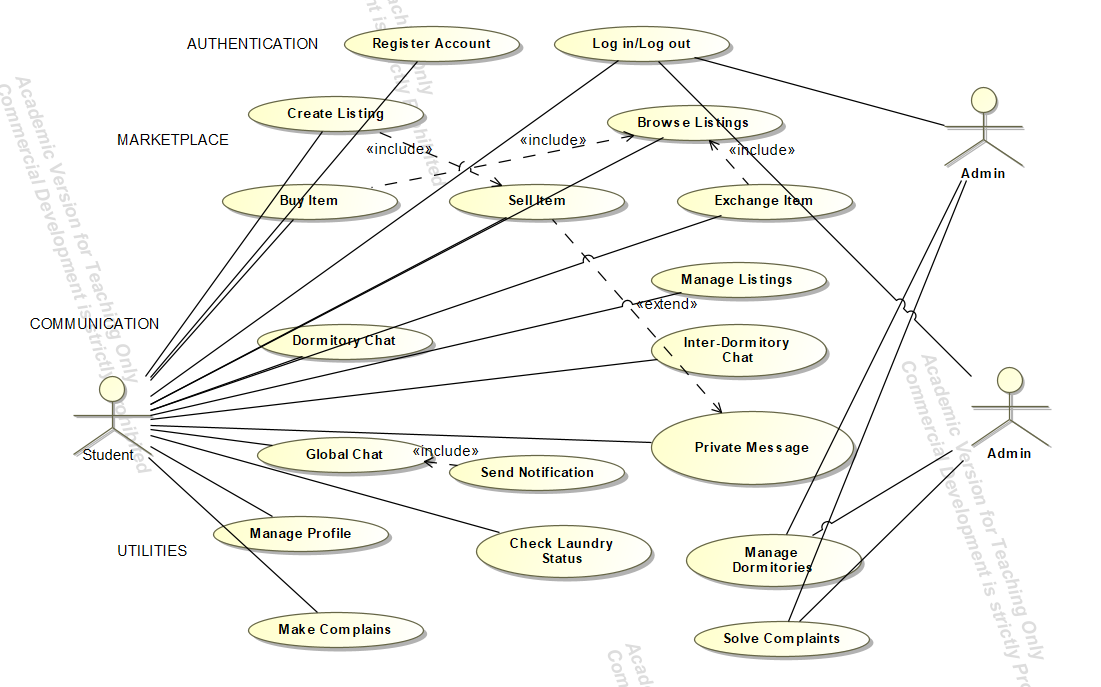 AUTHENTICATION
Register Account
Log in/Log out
Create Listing
MARKETPLACE
Browse Listings
«include»
«include»
«include»
Admin
Buy Item
Sell Item
Exchange Item
Manage Listings
«extend»
COMMUNICATION
Dormitory Chat
Inter-Dormitory
Chat
Student
Global Chat
«include»
Send Notification
Private Message
Admin
Manage Profile
UTILITIES
Check Laundry
Status
Manage
Dormitories
Make Complains
Solve Complaints
Academic Version for Teaching Only
Commercial Development is strictly Prohibited
Academic Version for Teaching Only
Commercial Development is strictly Pro